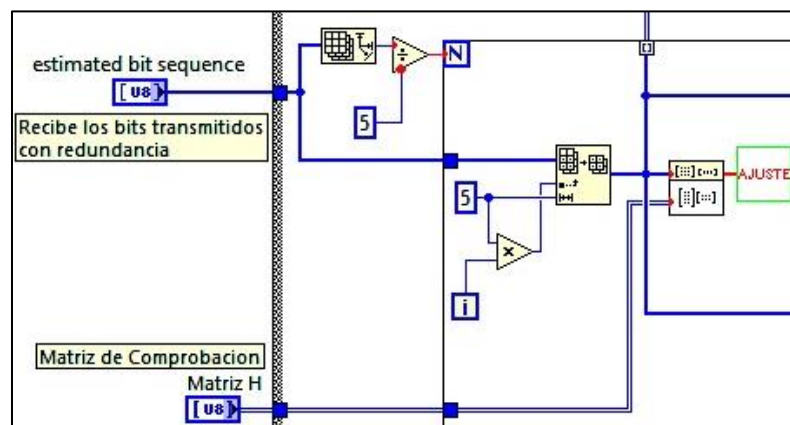 estimated bit sequence
[U8]
Recibe los bits transmitidos
con redundancia
÷
N
5
5
×
i
AJUSTE
Matriz de Comprobacion
Matriz H
[U8]